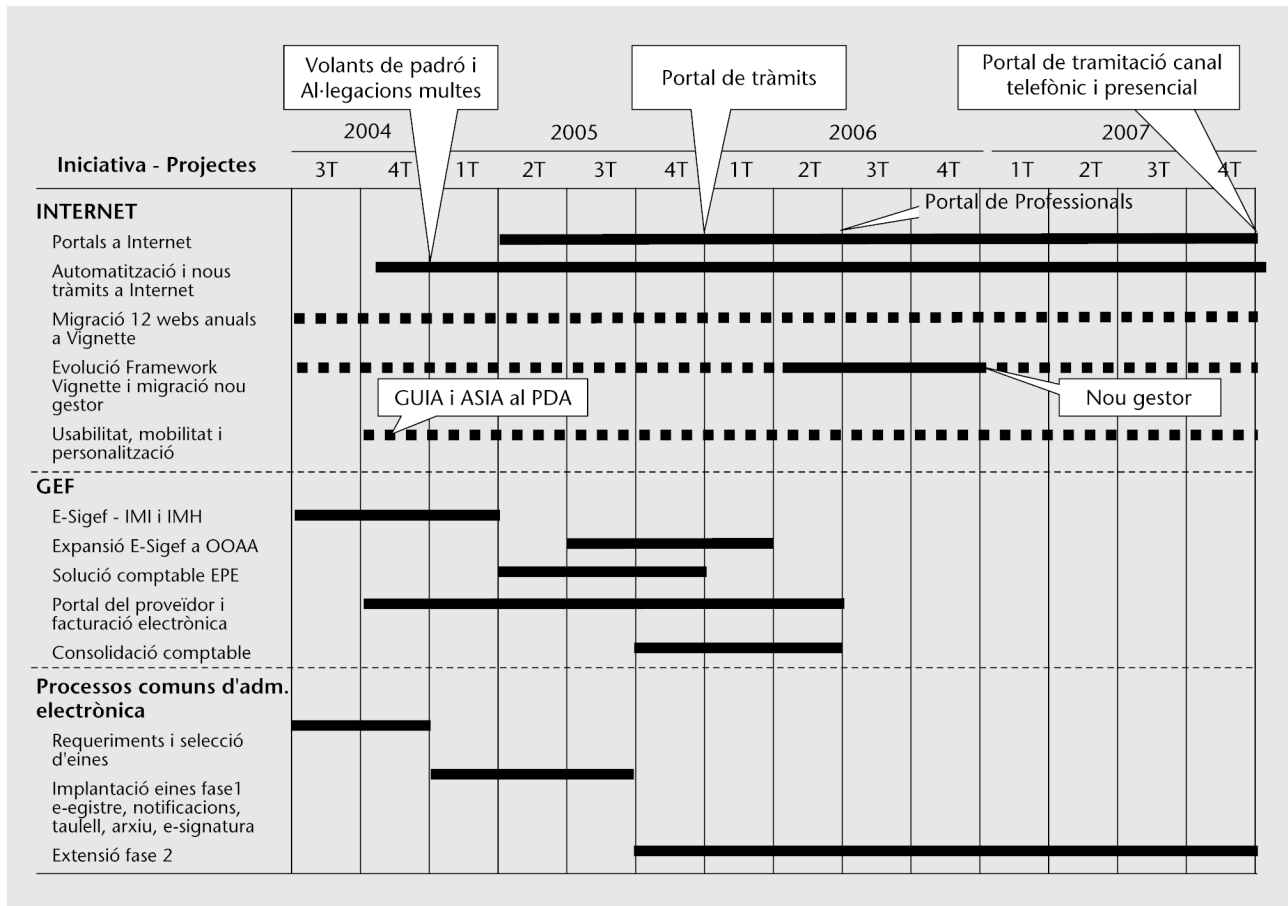 Volants de padró i
Al·legacions multes
Portal de tràmits
Portal de tramitació canal
telefònic i presencial
2004 2005 2006 2007
Iniciativa - Projectes 3T 4T 1T 2T 3T 4T 1T 2T 3T 4T 1T 2T 3T 4T
INTERNET
Portal de Professionals
Portals a Internet
Automatització i nous
tràmits a Internet
Migració 12 webs anuals
a Vignette
Evolució Framework
Vignette i migració nou
gestor
GUIA i ASIA al PDA
Nou gestor
Usabilitat, mobilitat i
personalització
GEF
E-Sigef - IMI i IMH
Expansió E-Sigef a OOAA
Solució comptable EPE
Portal del proveïdor i
facturació electrònica
Consolidació comptable
Processos comuns d'adm.
electrònica
Requeriments i selecció
d'eines
Implantació eines fase1
e-egistre, notificacions,
taulell, arxiu, e-signatura
Extensió fase 2